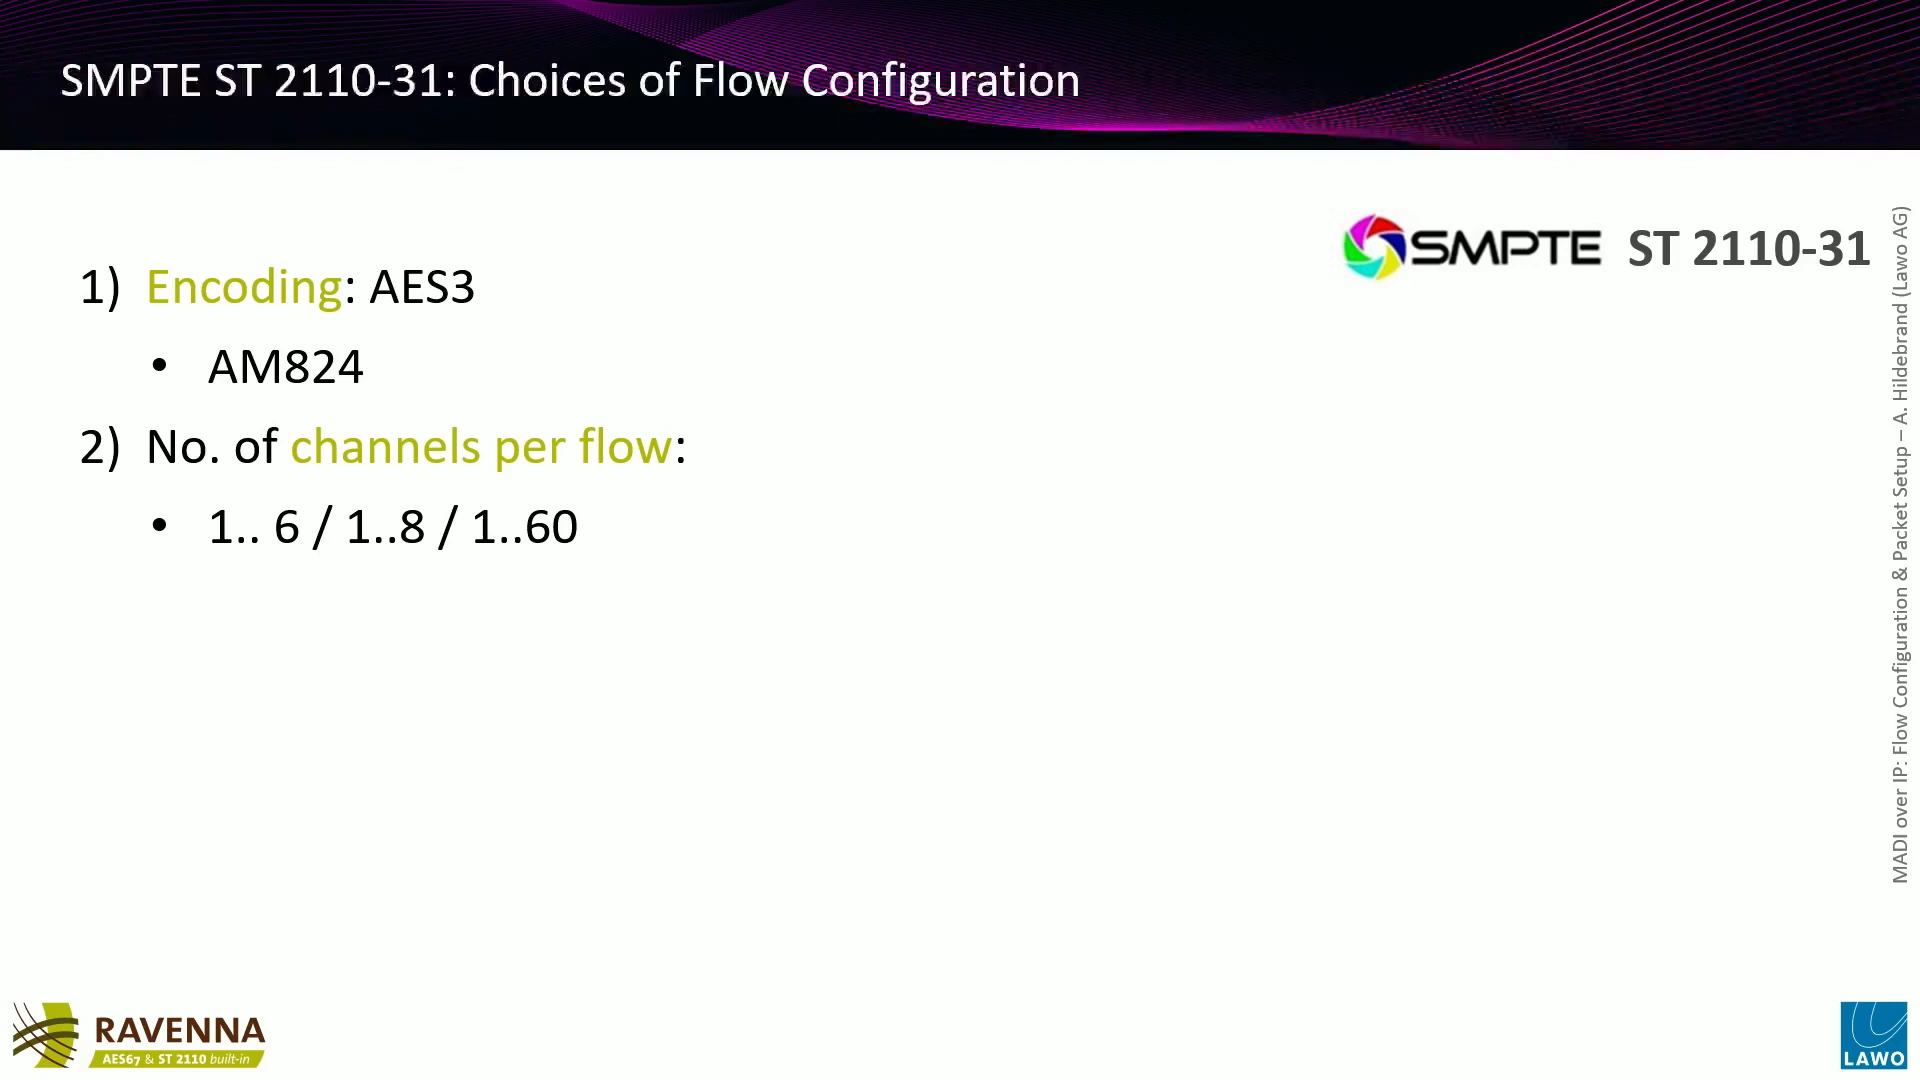 SMPTE ST 2110-31: Choices of Flow Configuration
SMPTE ST 2110-31
1) Encoding: AES3
• AM824
2) No. of channels per flow:
• 1.. 6 / 1..8 / 1..60
MADI over IP: Flow Configuration & Packet Setup – A. Hildebrand (Lawo AG)
RAVENNA
AES67 & ST 2110 built-in
LAWO